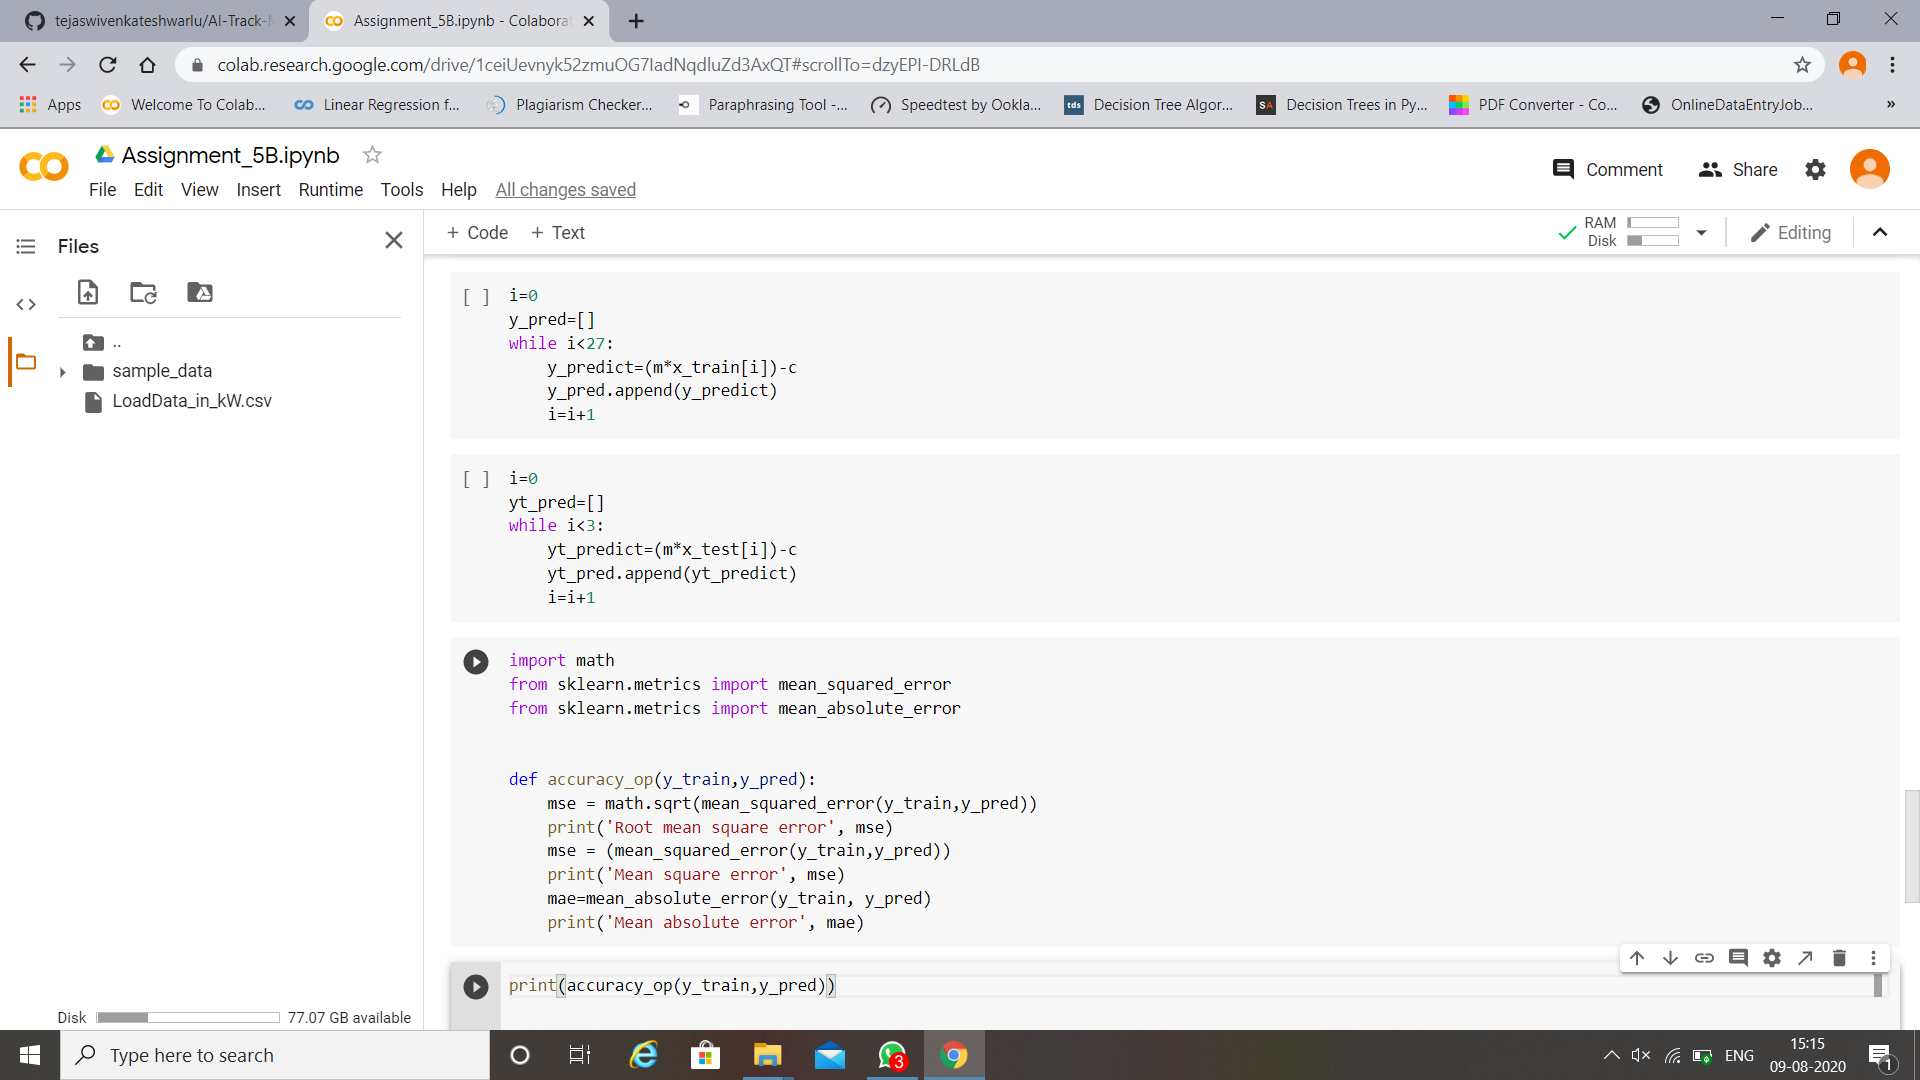 tejaswivenkateshwarlu/AI-Track-
Assignment_5B.ipynb - Colaborat
colab.research.google.com/drive/1ceiUevnyk52zmuOG7IadNqdluZd3AxQT#scrollTo=dzyEPI-DRLdB
Apps
Welcome To Colab...
Linear Regression f...
Plagiarism Checker...
Paraphrasing Tool -...
Speedtest by Ookla...
tds
Decision Tree Algor...
SA
Decision Trees in Py...
PDF Converter - Co...
OnlineDataEntryJob...
»
Assignment_5B.ipynb
File Edit View Insert Runtime Tools Help All changes saved
Comment
Share
Files
+ Code + Text
RAM
Disk
Editing
..
sample_data
LoadData_in_kW.csv
Disk 77.07 GB available
[ ] i=0
y_pred=[]
while i<27:
y_predict=(m*x_train[i])-c
y_pred.append(y_predict)
i=i+1
[ ] i=0
yt_pred=[]
while i<3:
yt_predict=(m*x_test[i])-c
yt_pred.append(yt_predict)
i=i+1
import math
from sklearn.metrics import mean_squared_error
from sklearn.metrics import mean_absolute_error
def accuracy_op(y_train,y_pred):
mse = math.sqrt(mean_squared_error(y_train,y_pred))
print('Root mean square error', mse)
mse = (mean_squared_error(y_train,y_pred))
print('Mean square error', mse)
mae=mean_absolute_error(y_train, y_pred)
print('Mean absolute error', mae)
print(accuracy_op(y_train,y_pred))
Type here to search
3
ENG
15:15
09-08-2020
1